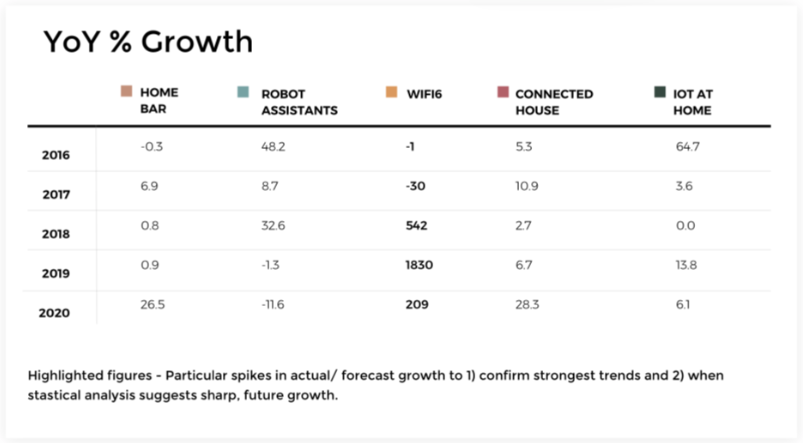 YoY % Growth
HOME BAR ROBOT ASSISTANTS WIFI6 CONNECTED HOUSE IOT AT HOME
2016 -0.3 48.2 -1 5.3 64.7
2017 6.9 8.7 -30 10.9 3.6
2018 0.8 32.6 542 2.7 0.0
2019 0.9 -1.3 1830 6.7 13.8
2020 26.5 -11.6 209 28.3 6.1
Highlighted figures - Particular spikes in actual/ forecast growth to 1) confirm strongest trends and 2) when
stastical analysis suggests sharp, future growth.